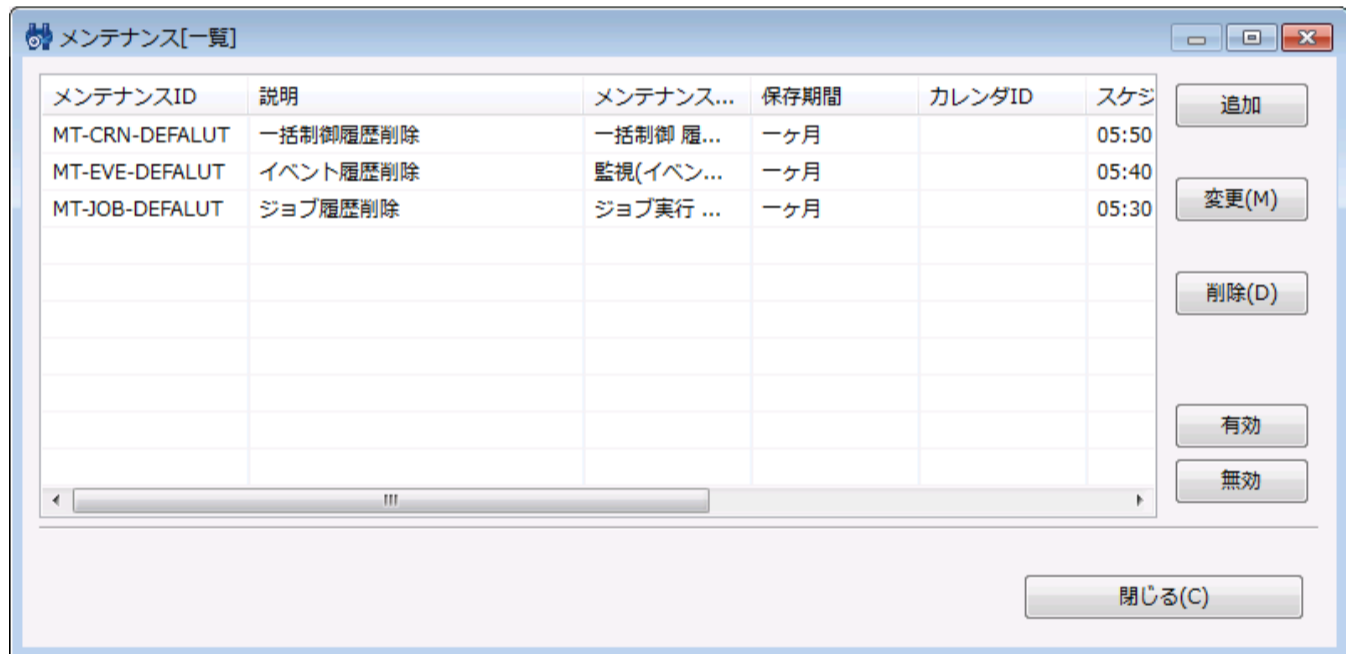 メンテナンス[一覧]
メンテナンスID 説明 メンテナンス... 保存期間 カレンダID スケジ
MT-CRN-DEFALUT 一括制御履歴削除 一括制御 履... 一ヶ月 05:50
MT-EVE-DEFALUT イベント履歴削除 監視(イベン... 一ヶ月 05:40
MT-JOB-DEFALUT ジョブ履歴削除 ジョブ実行 ... 一ヶ月 05:30
追加
変更(M)
削除(D)
有効
無効
閉じる(C)